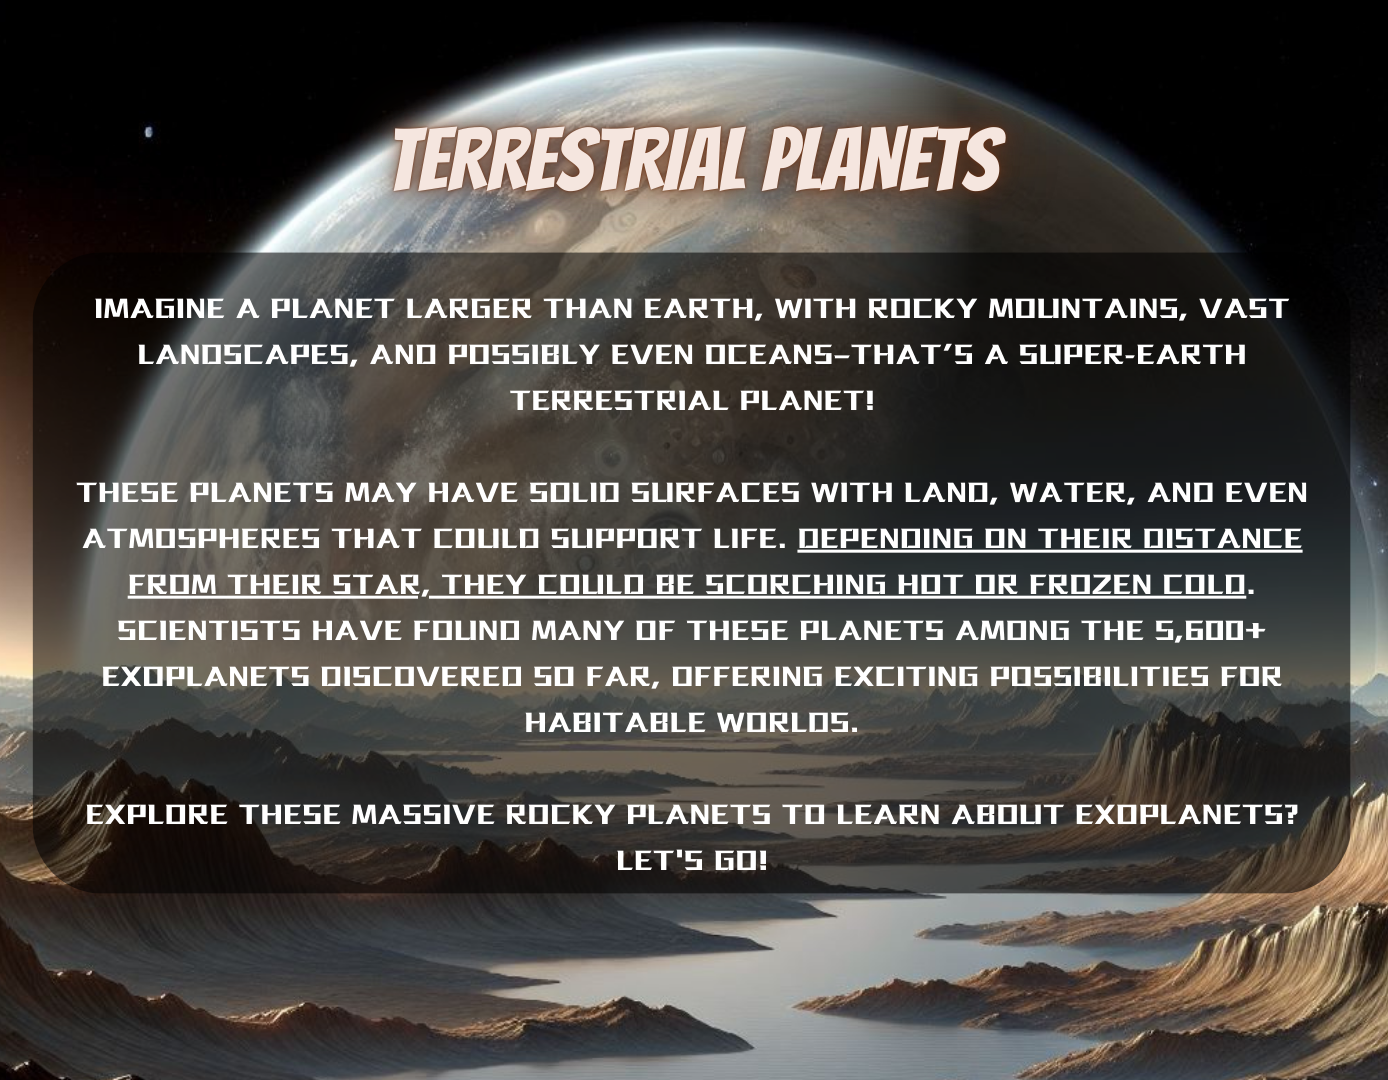 TERRESTRIAL PLANETS
IMAGINE A PLANET LARGER THAN EARTH, WITH ROCKY MOUNTAINS, VAST
LANDSCAPES, AND POSSIBLY EVEN OCEANS–THAT’S A SUPER-EARTH
TERRESTRIAL PLANET!
THESE PLANETS MAY HAVE SOLID SURFACES WITH LAND, WATER, AND EVEN
ATMOSPHERES THAT COULD SUPPORT LIFE. DEPENDING ON THEIR DISTANCE
FROM THEIR STAR, THEY COULD BE SCORCHING HOT OR FROZEN COLD.
SCIENTISTS HAVE FOUND MANY OF THESE PLANETS AMONG THE 5,600+
EXOPLANETS DISCOVERED SO FAR, OFFERING EXCITING POSSIBILITIES FOR
HABITABLE WORLDS.
EXPLORE THESE MASSIVE ROCKY PLANETS TO LEARN ABOUT EXOPLANETS?
LET'S GO!